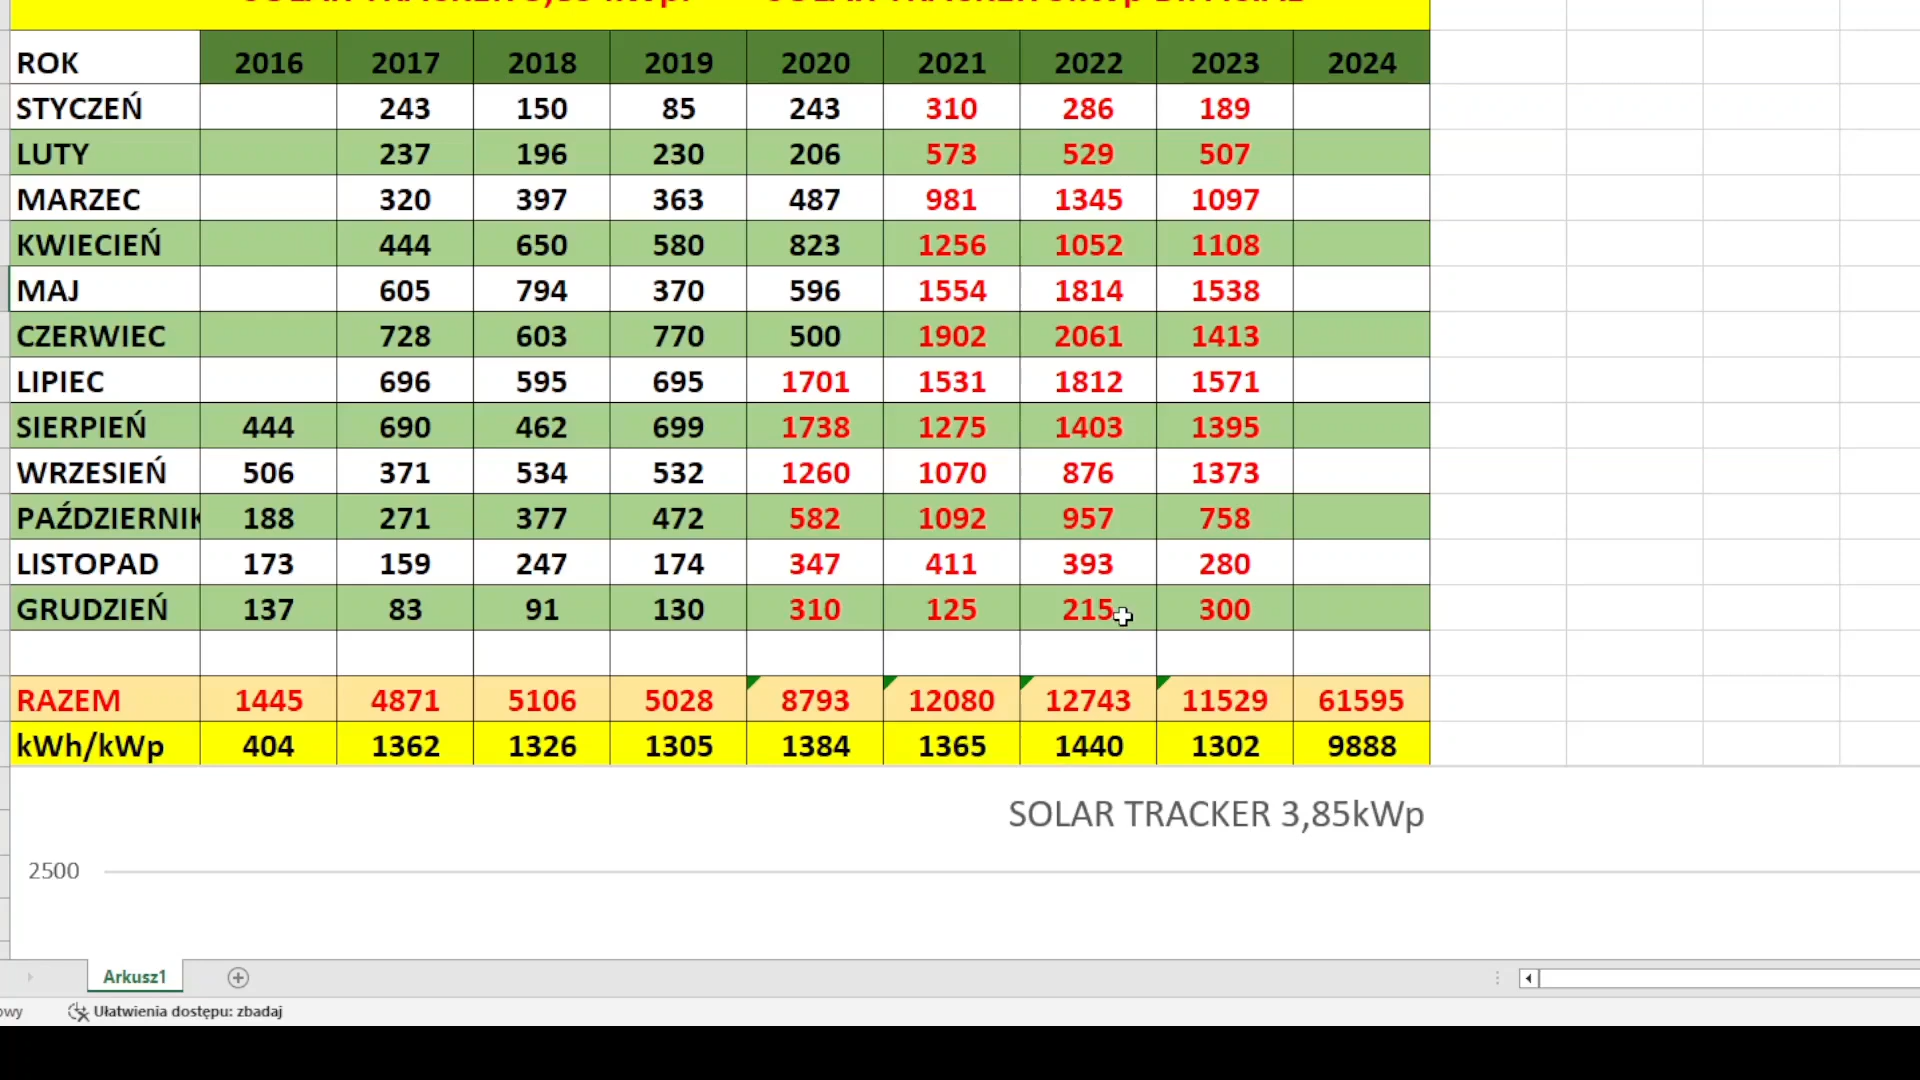 ROK 2016 2017 2018 2019 2020 2021 2022 2023 2024
STYCZEŃ 243 150 85 243 310 286 189
LUTY 237 196 230 206 573 529 507
MARZEC 320 397 363 487 981 1345 1097
KWIECIEŃ 444 650 580 823 1256 1052 1108
MAJ 605 794 370 596 1554 1814 1538
CZERWIEC 728 603 770 500 1902 2061 1413
LIPIEC 696 595 695 1701 1531 1812 1571
SIERPIEŃ 444 690 462 699 1738 1275 1403 1395
WRZESIEŃ 506 371 534 532 1260 1070 876 1373
PAŹDZIERNIK 188 271 377 472 582 1092 957 758
LISTOPAD 173 159 247 174 347 411 393 280
GRUDZIEŃ 137 83 91 130 310 125 215 300
RAZEM 1445 4871 5106 5028 8793 12080 12743 11529 61595
kWh/kWp 404 1362 1326 1305 1384 1365 1440 1302 9888
SOLAR TRACKER 3,85kWp
2500
Arkusz1
Ułatwienia dostępu: zbadaj